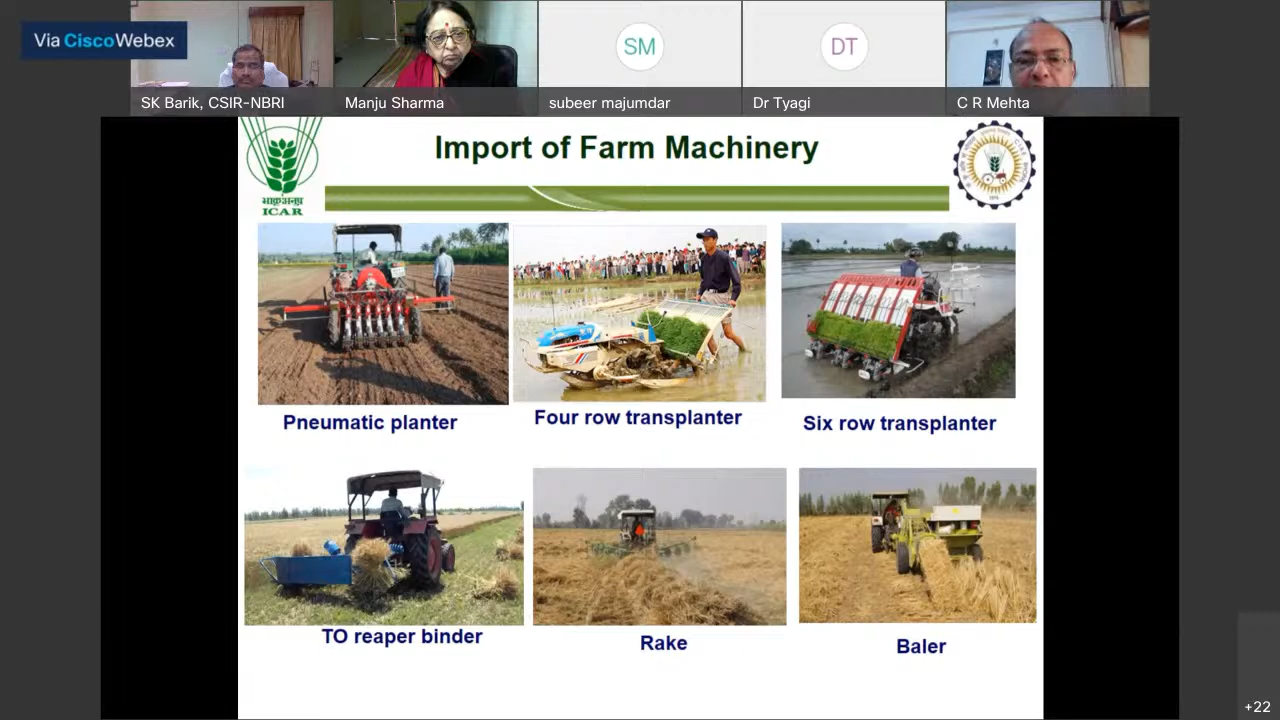 Via Cisco Webex
SM
DT
SK Barik, CSIR-NBRI
Manju Sharma
subeer majumdar
Dr Tyagi
C R Mehta
Import of Farm Machinery
भाकृअनुप
ICAR
Pneumatic planter
Four row transplanter
Six row transplanter
TO reaper binder
Rake
Baler
+22